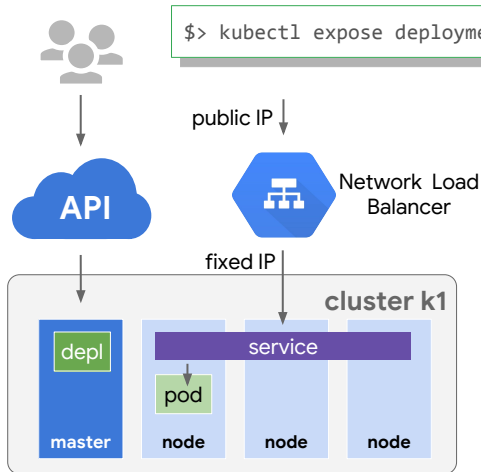 $> kubectl expose deployme
public IP
API
Network Load
Balancer
fixed IP
cluster k1
depl
service
pod
master
node
node
node